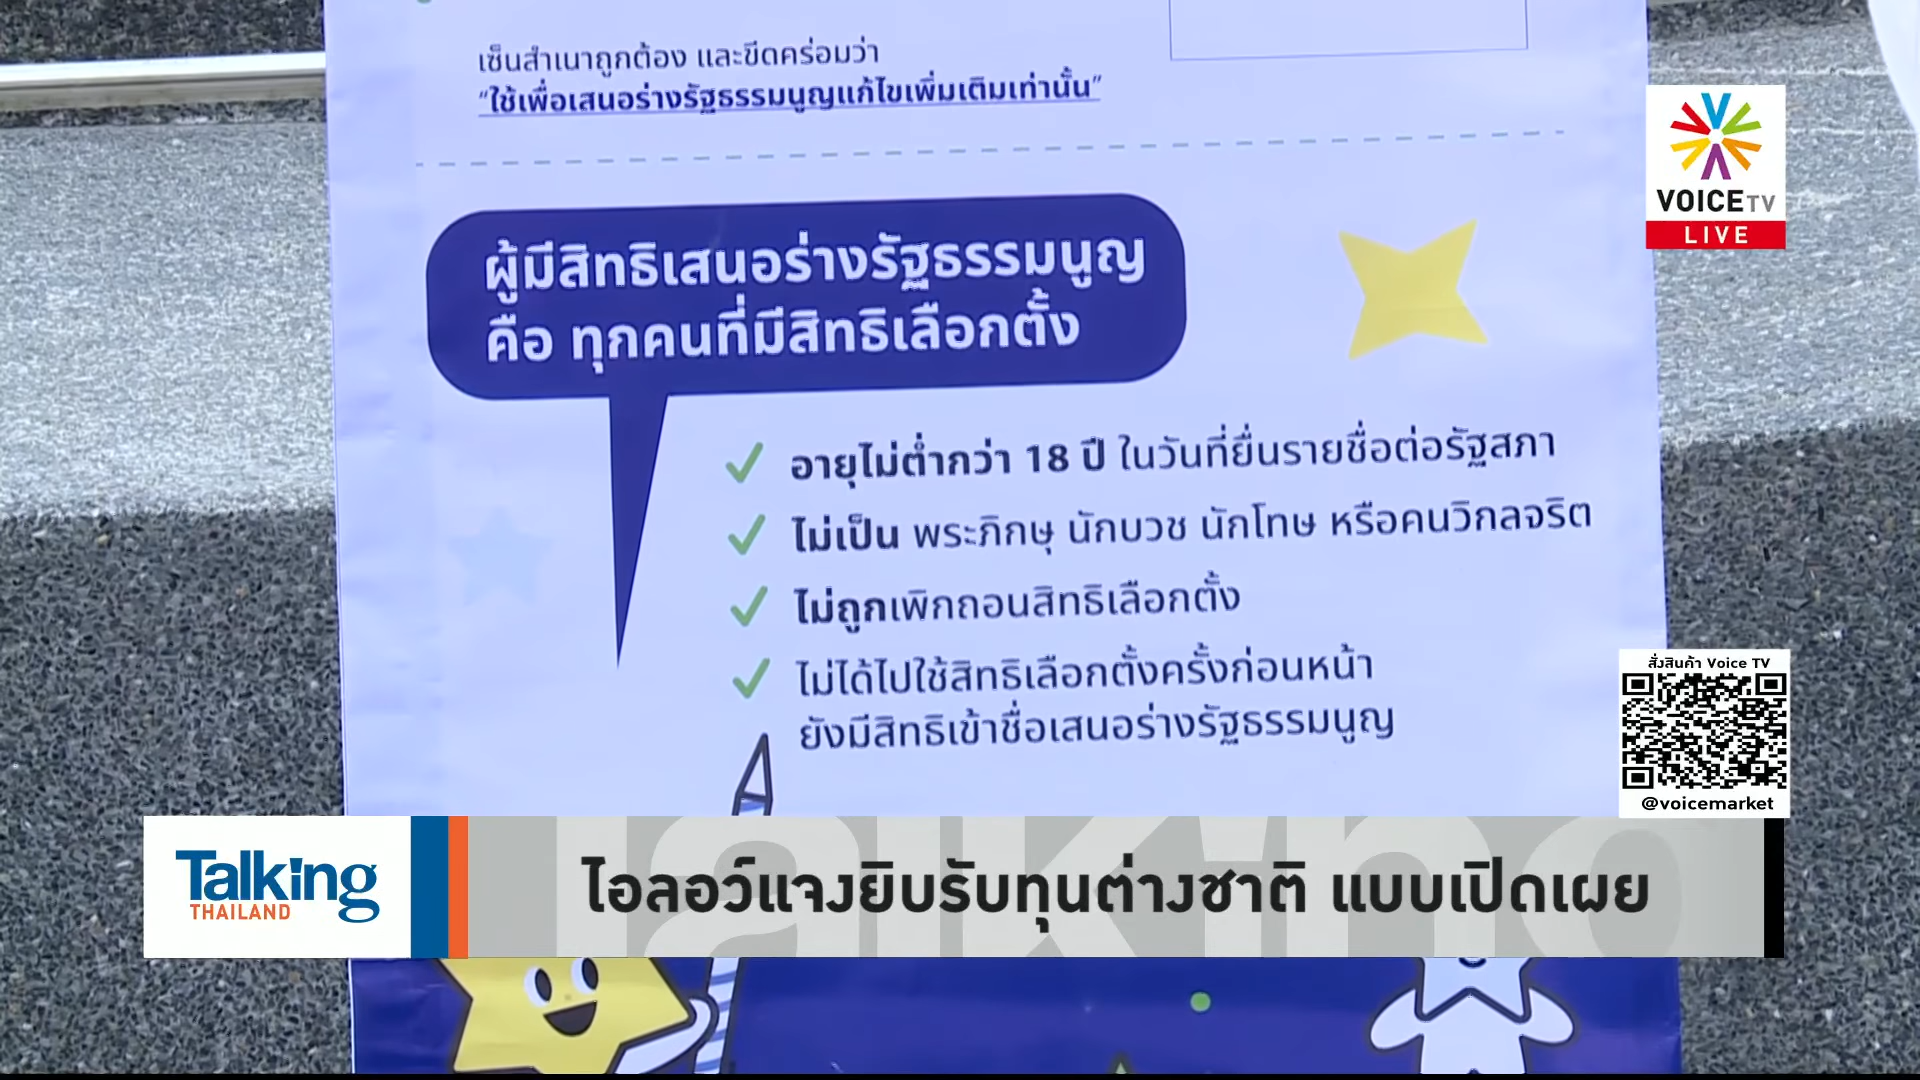 เซ็นสำเนาถูกต้อง และขีดคร่อมว่า
“ใช้เพื่อเสนอร่างรัฐธรรมนูญแก้ไขเพิ่มเติมเท่านั้น”
VOICE TV
LIVE
ผู้มีสิทธิเสนอร่างรัฐธรรมนูญ
คือ ทุกคนที่มีสิทธิเลือกตั้ง
อายุไม่ต่ำกว่า 18 ปี ในวันที่ยื่นรายชื่อต่อรัฐสภา
ไม่เป็น พระภิกษุ นักบวช นักโทษ หรือคนวิกลจริต
ไม่ถูกเพิกถอนสิทธิเลือกตั้ง
ไม่ได้ไปใช้สิทธิเลือกตั้งครั้งก่อนหน้า
ยังมีสิทธิเข้าชื่อเสนอร่างรัฐธรรมนูญ
สั่งสินค้า Voice TV
@voicemarket
Talking
THAILAND
ไอลอว์แจงยิบรับทุนต่างชาติ แบบเปิดเผย
Talking